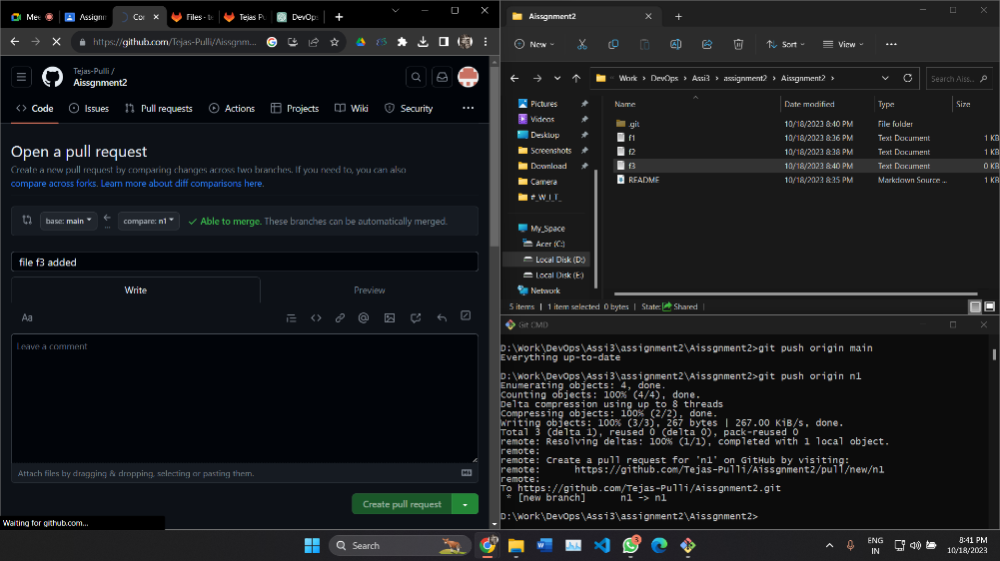 Mee
Assignm
Con
Files · te
Tejas Pu
DevOps
https://github.com/Tejas-Pulli/Aissgnme
Tejas-Pulli /
Aissgnment2
Code
Issues
Pull requests
Actions
Projects
Wiki
Security
Open a pull request
Create a new pull request by comparing changes across two branches. If you need to, you can also
compare across forks. Learn more about diff comparisons here.
base: main
...
compare: n1
Able to merge. These branches can be automatically merged.
file f3 added
Write
Preview
Aa
Leave a comment
Attach files by dragging & dropping, selecting or pasting them.
Create pull request
Waiting for github.com...
Aissgnment2
New
Sort
View
Work
DevOps
Assi3
assignment2
Aissgnment2
Search Aiss...
Pictures
Videos
Desktop
Screenshots
Download
Camera
#_W_I_T_
My_Space
Acer (C:)
Local Disk (D:)
Local Disk (E:)
Network
Name Date modified Type Size
.git 10/18/2023 8:40 PM File folder
f1 10/18/2023 8:36 PM Text Document 1 KB
f2 10/18/2023 8:38 PM Text Document 1 KB
f3 10/18/2023 8:40 PM Text Document 0 KB
README 10/18/2023 8:35 PM Markdown Source ... 1 KB
5 items 1 item selected 0 bytes State: Shared
Git CMD
D:\Work\DevOps\Assi3\assignment2\Aissgnment2>git push origin main
Everything up-to-date
D:\Work\DevOps\Assi3\assignment2\Aissgnment2>git push origin n1
Enumerating objects: 4, done.
Counting objects: 100% (4/4), done.
Delta compression using up to 8 threads
Compressing objects: 100% (2/2), done.
Writing objects: 100% (3/3), 267 bytes | 267.00 KiB/s, done.
Total 3 (delta 1), reused 0 (delta 0), pack-reused 0
remote: Resolving deltas: 100% (1/1), completed with 1 local object.
remote:
remote: Create a pull request for 'n1' on GitHub by visiting:
remote: https://github.com/Tejas-Pulli/Aissgnment2/pull/new/n1
remote:
To https://github.com/Tejas-Pulli/Aissgnment2.git
* [new branch] n1 -> n1
D:\Work\DevOps\Assi3\assignment2\Aissgnment2>
Search
3
ENG
IN
8:41 PM
10/18/2023